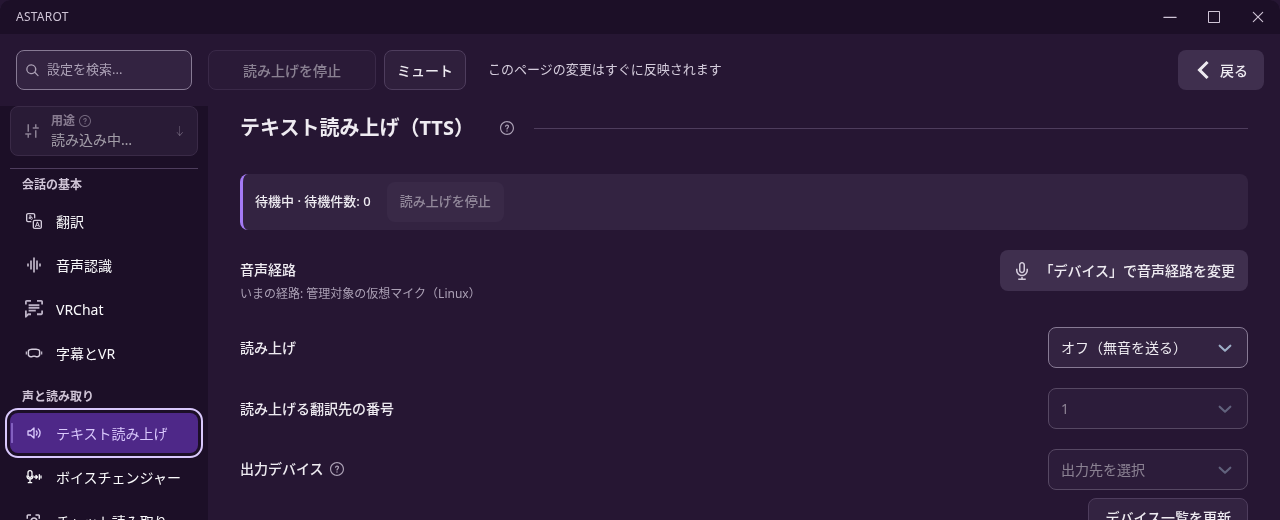 ASTAROT
設定を検索...
読み上げを停止
ミュート
このページの変更はすぐに反映されます
戻る
用途
読み込み中...
会話の基本
翻訳
音声認識
VRChat
字幕とVR
声と読み取り
テキスト読み上げ
ボイスチェンジャー
テキスト読み上げ（TTS）
待機中 · 待機件数: 0
読み上げを停止
音声経路
いまの経路: 管理対象の仮想マイク（Linux）
「デバイス」で音声経路を変更
読み上げ
オフ（無音を送る）
読み上げる翻訳先の番号
1
出力デバイス
出力先を選択
デバイス一覧を更新